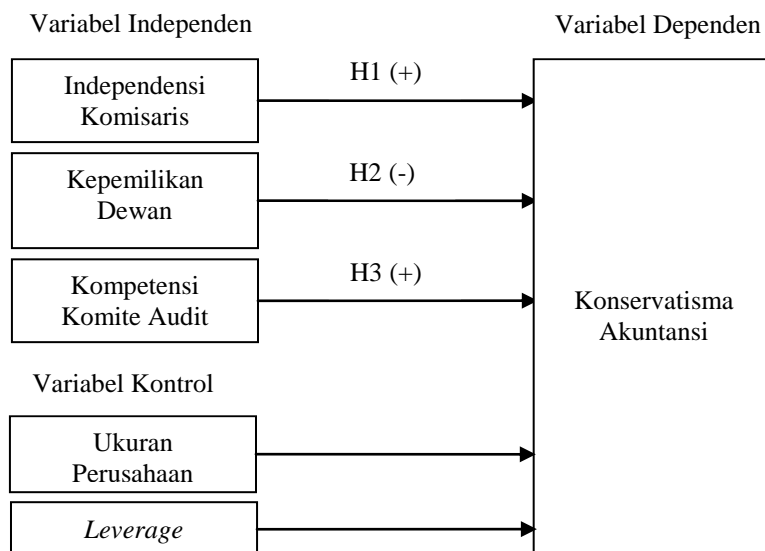 Variabel Independen
Variabel Dependen
Independensi
Komisaris
H1 (+)
Kepemilikan
Dewan
H2 (-)
Kompetensi
Komite Audit
H3 (+)
Konservatisma
Akuntansi
Variabel Kontrol
Ukuran
Perusahaan
Leverage